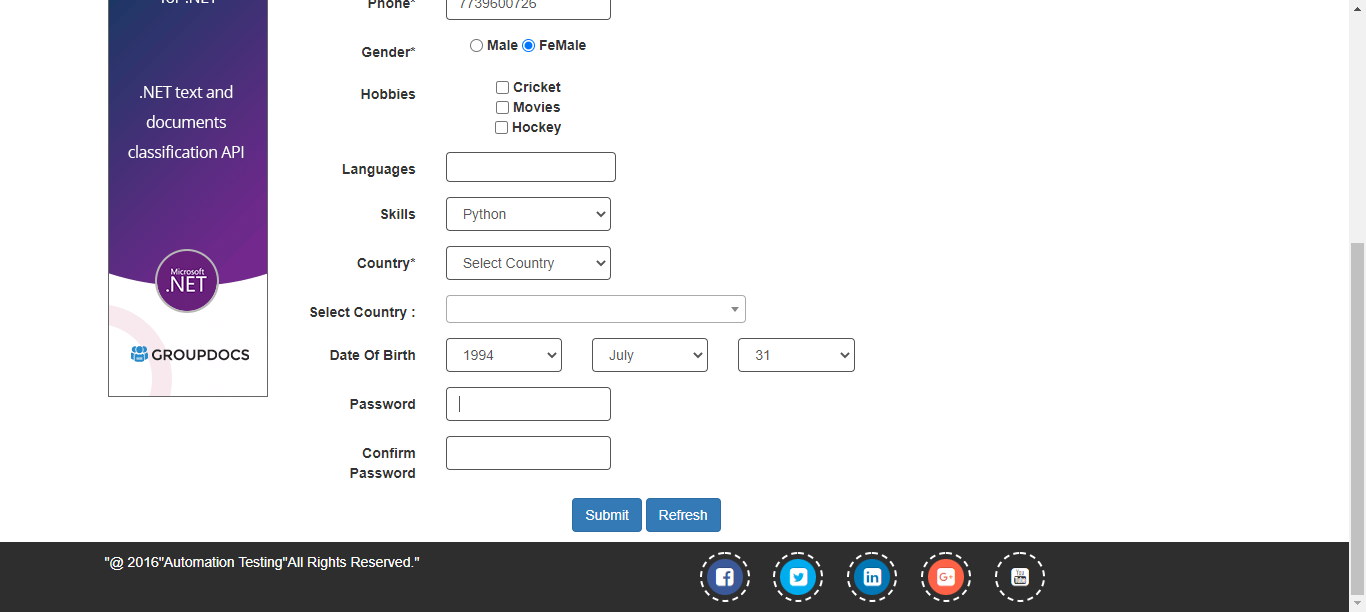 for .NET
Phone* 7739600726
Gender* Male FeMale
.NET text and
documents
classification API
Hobbies Cricket
Movies
Hockey
Languages
Skills Python
Country* Select Country
Microsoft
.NET
Select Country :
GROUPDOCS
Date Of Birth 1994 July 31
Password
Confirm
Password
Submit Refresh
"@ 2016"Automation Testing"All Rights Reserved."
You
Tube